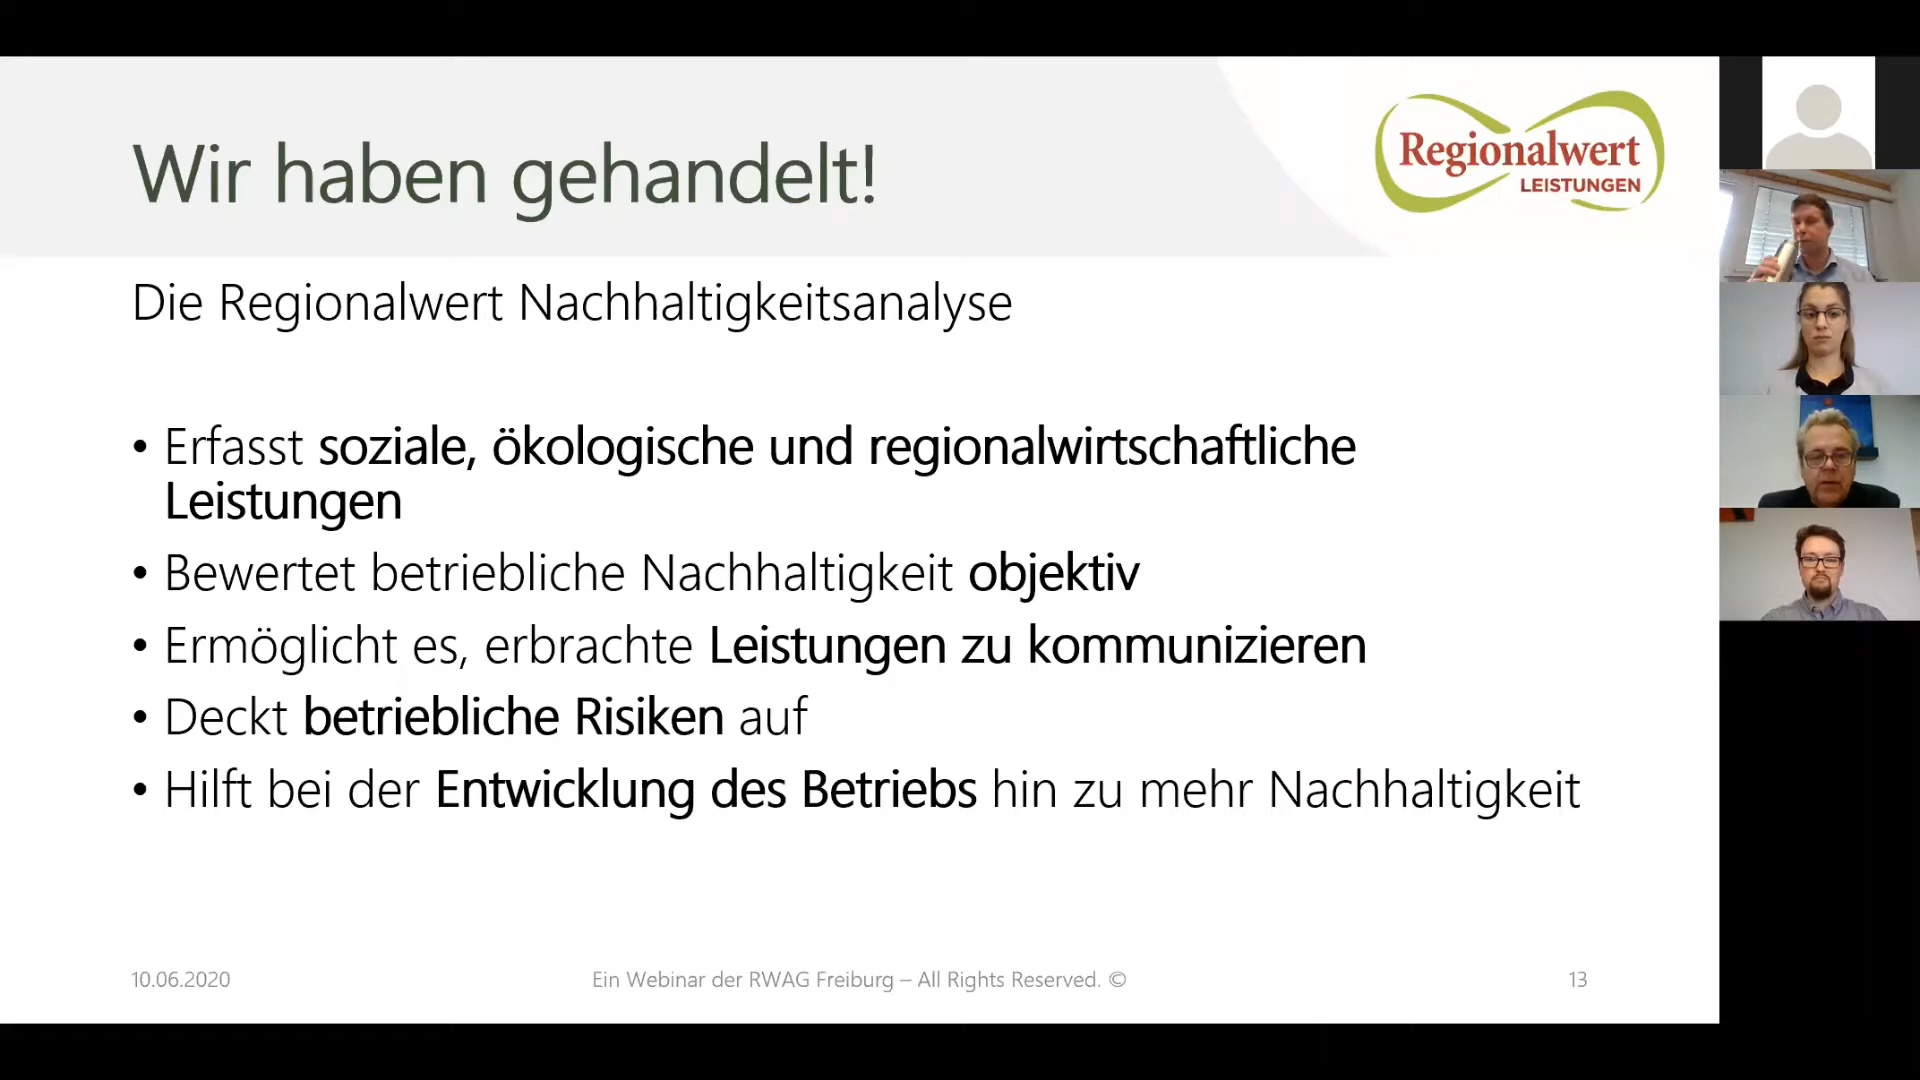 Wir haben gehandelt!
Regionalwert
LEISTUNGEN
Die Regionalwert Nachhaltigkeitsanalyse
• Erfasst soziale, ökologische und regionalwirtschaftliche
Leistungen
• Bewertet betriebliche Nachhaltigkeit objektiv
• Ermöglicht es, erbrachte Leistungen zu kommunizieren
• Deckt betriebliche Risiken auf
• Hilft bei der Entwicklung des Betriebs hin zu mehr Nachhaltigkeit
10.06.2020
Ein Webinar der RWAG Freiburg – All Rights Reserved. ©
13